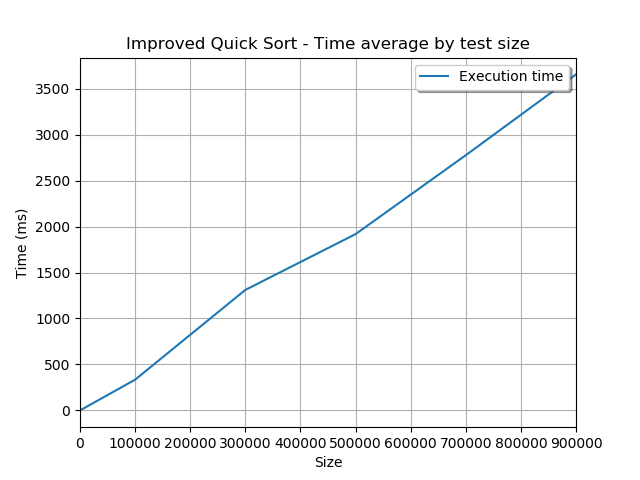 Improved Quick Sort - Time average by test size
Execution time
3500
3000
2500
2000
1500
1000
500
0
Time (ms)
0 100000 200000 300000 400000 500000 600000 700000 800000 900000
Size